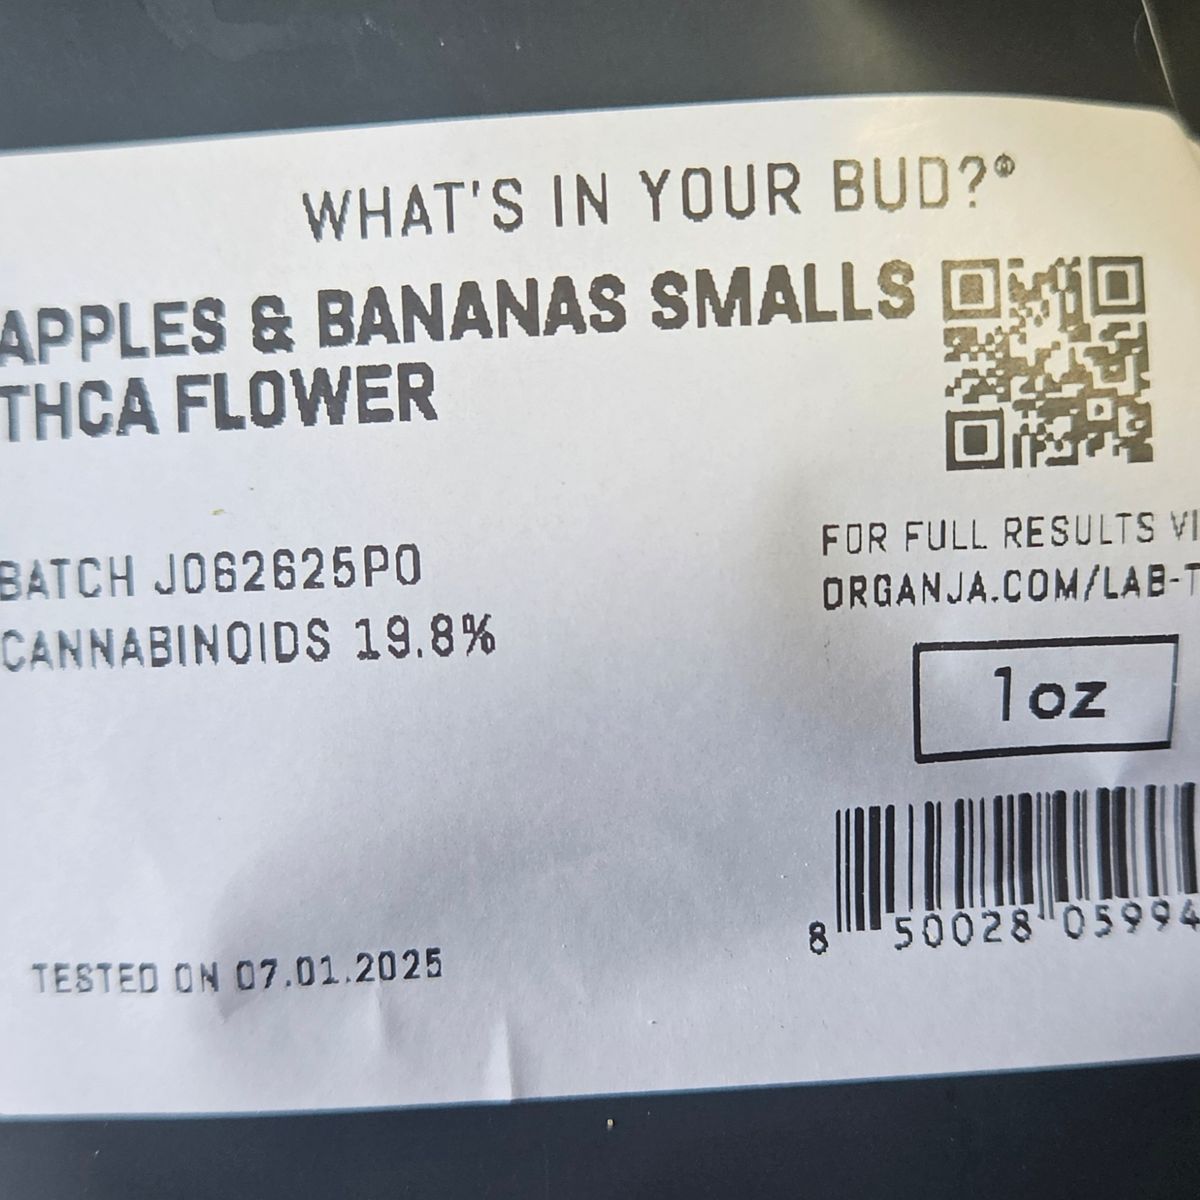 WHAT'S IN YOUR BUD?®
APPLES & BANANAS SMALLS
THCA FLOWER
BATCH J062625PO
CANNABINOIDS 19.8%
FOR FULL RESULTS VI
ORGANJA.COM/LAB-T
1oz
8 50028 05994
TESTED ON 07.01.2025